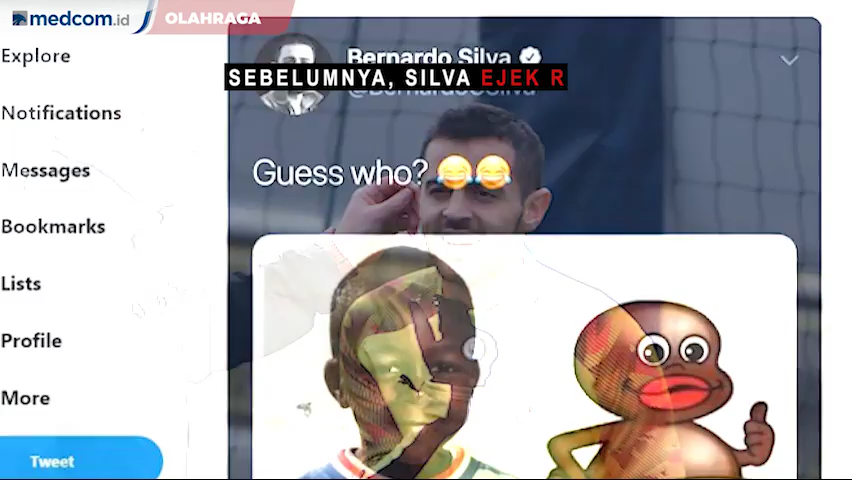 medcom.id
OLAHRAGA
Explore
Bernardo Silva
SEBELUMNYA, SILVA EJEK R
Notifications
Guess who? 😂😂
Messages
Bookmarks
Lists
Profile
More
Tweet